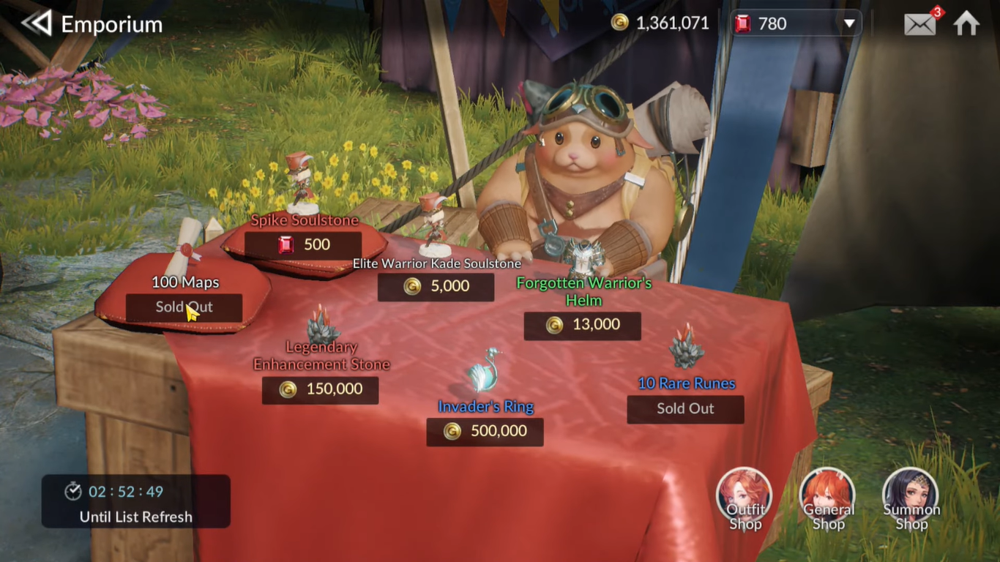 Emporium
1,361,071
780
3
Spike Soulstone
500
Elite Warrior Kade Soulstone
5,000
100 Maps
Sold Out
Forgotten Warrior's
Helm
13,000
Legendary
Enhancement Stone
150,000
Invader's Ring
500,000
10 Rare Runes
Sold Out
02 : 52 : 49
Until List Refresh
Outfit
Shop
General
Shop
Summon
Shop